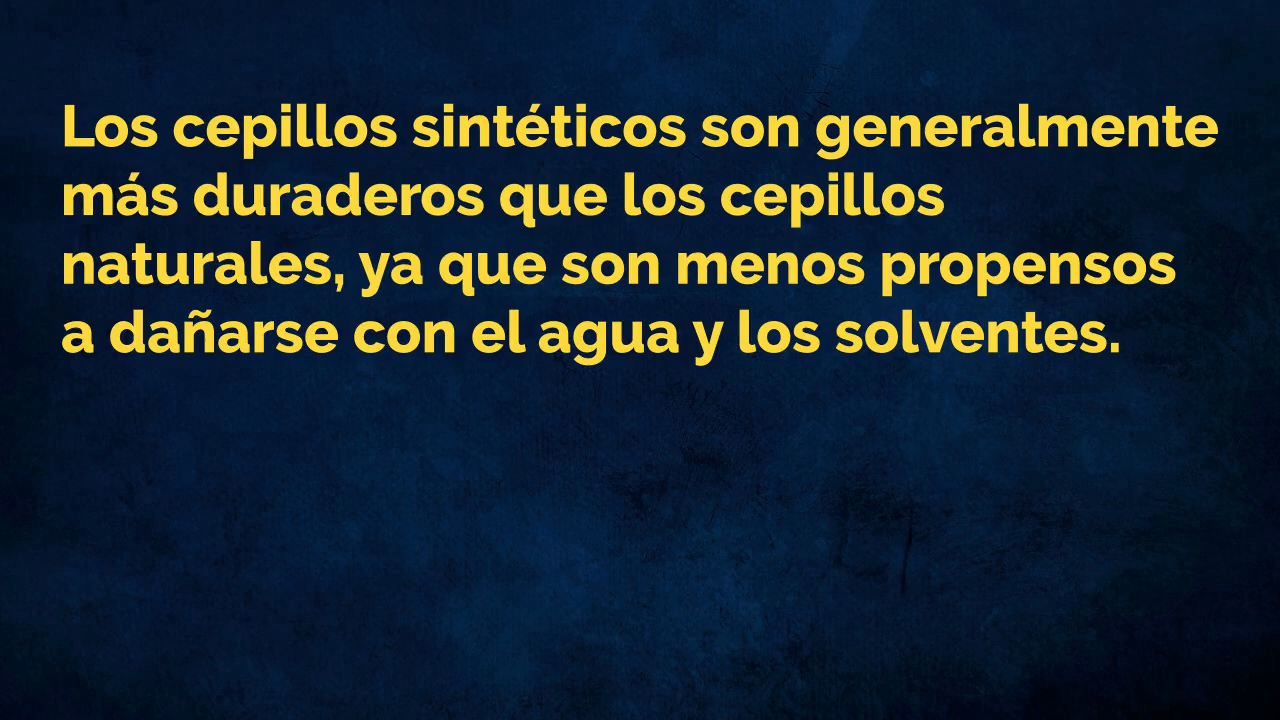 Los cepillos sintéticos son generalmente
más duraderos que los cepillos
naturales, ya que son menos propensos
a dañarse con el agua y los solventes.